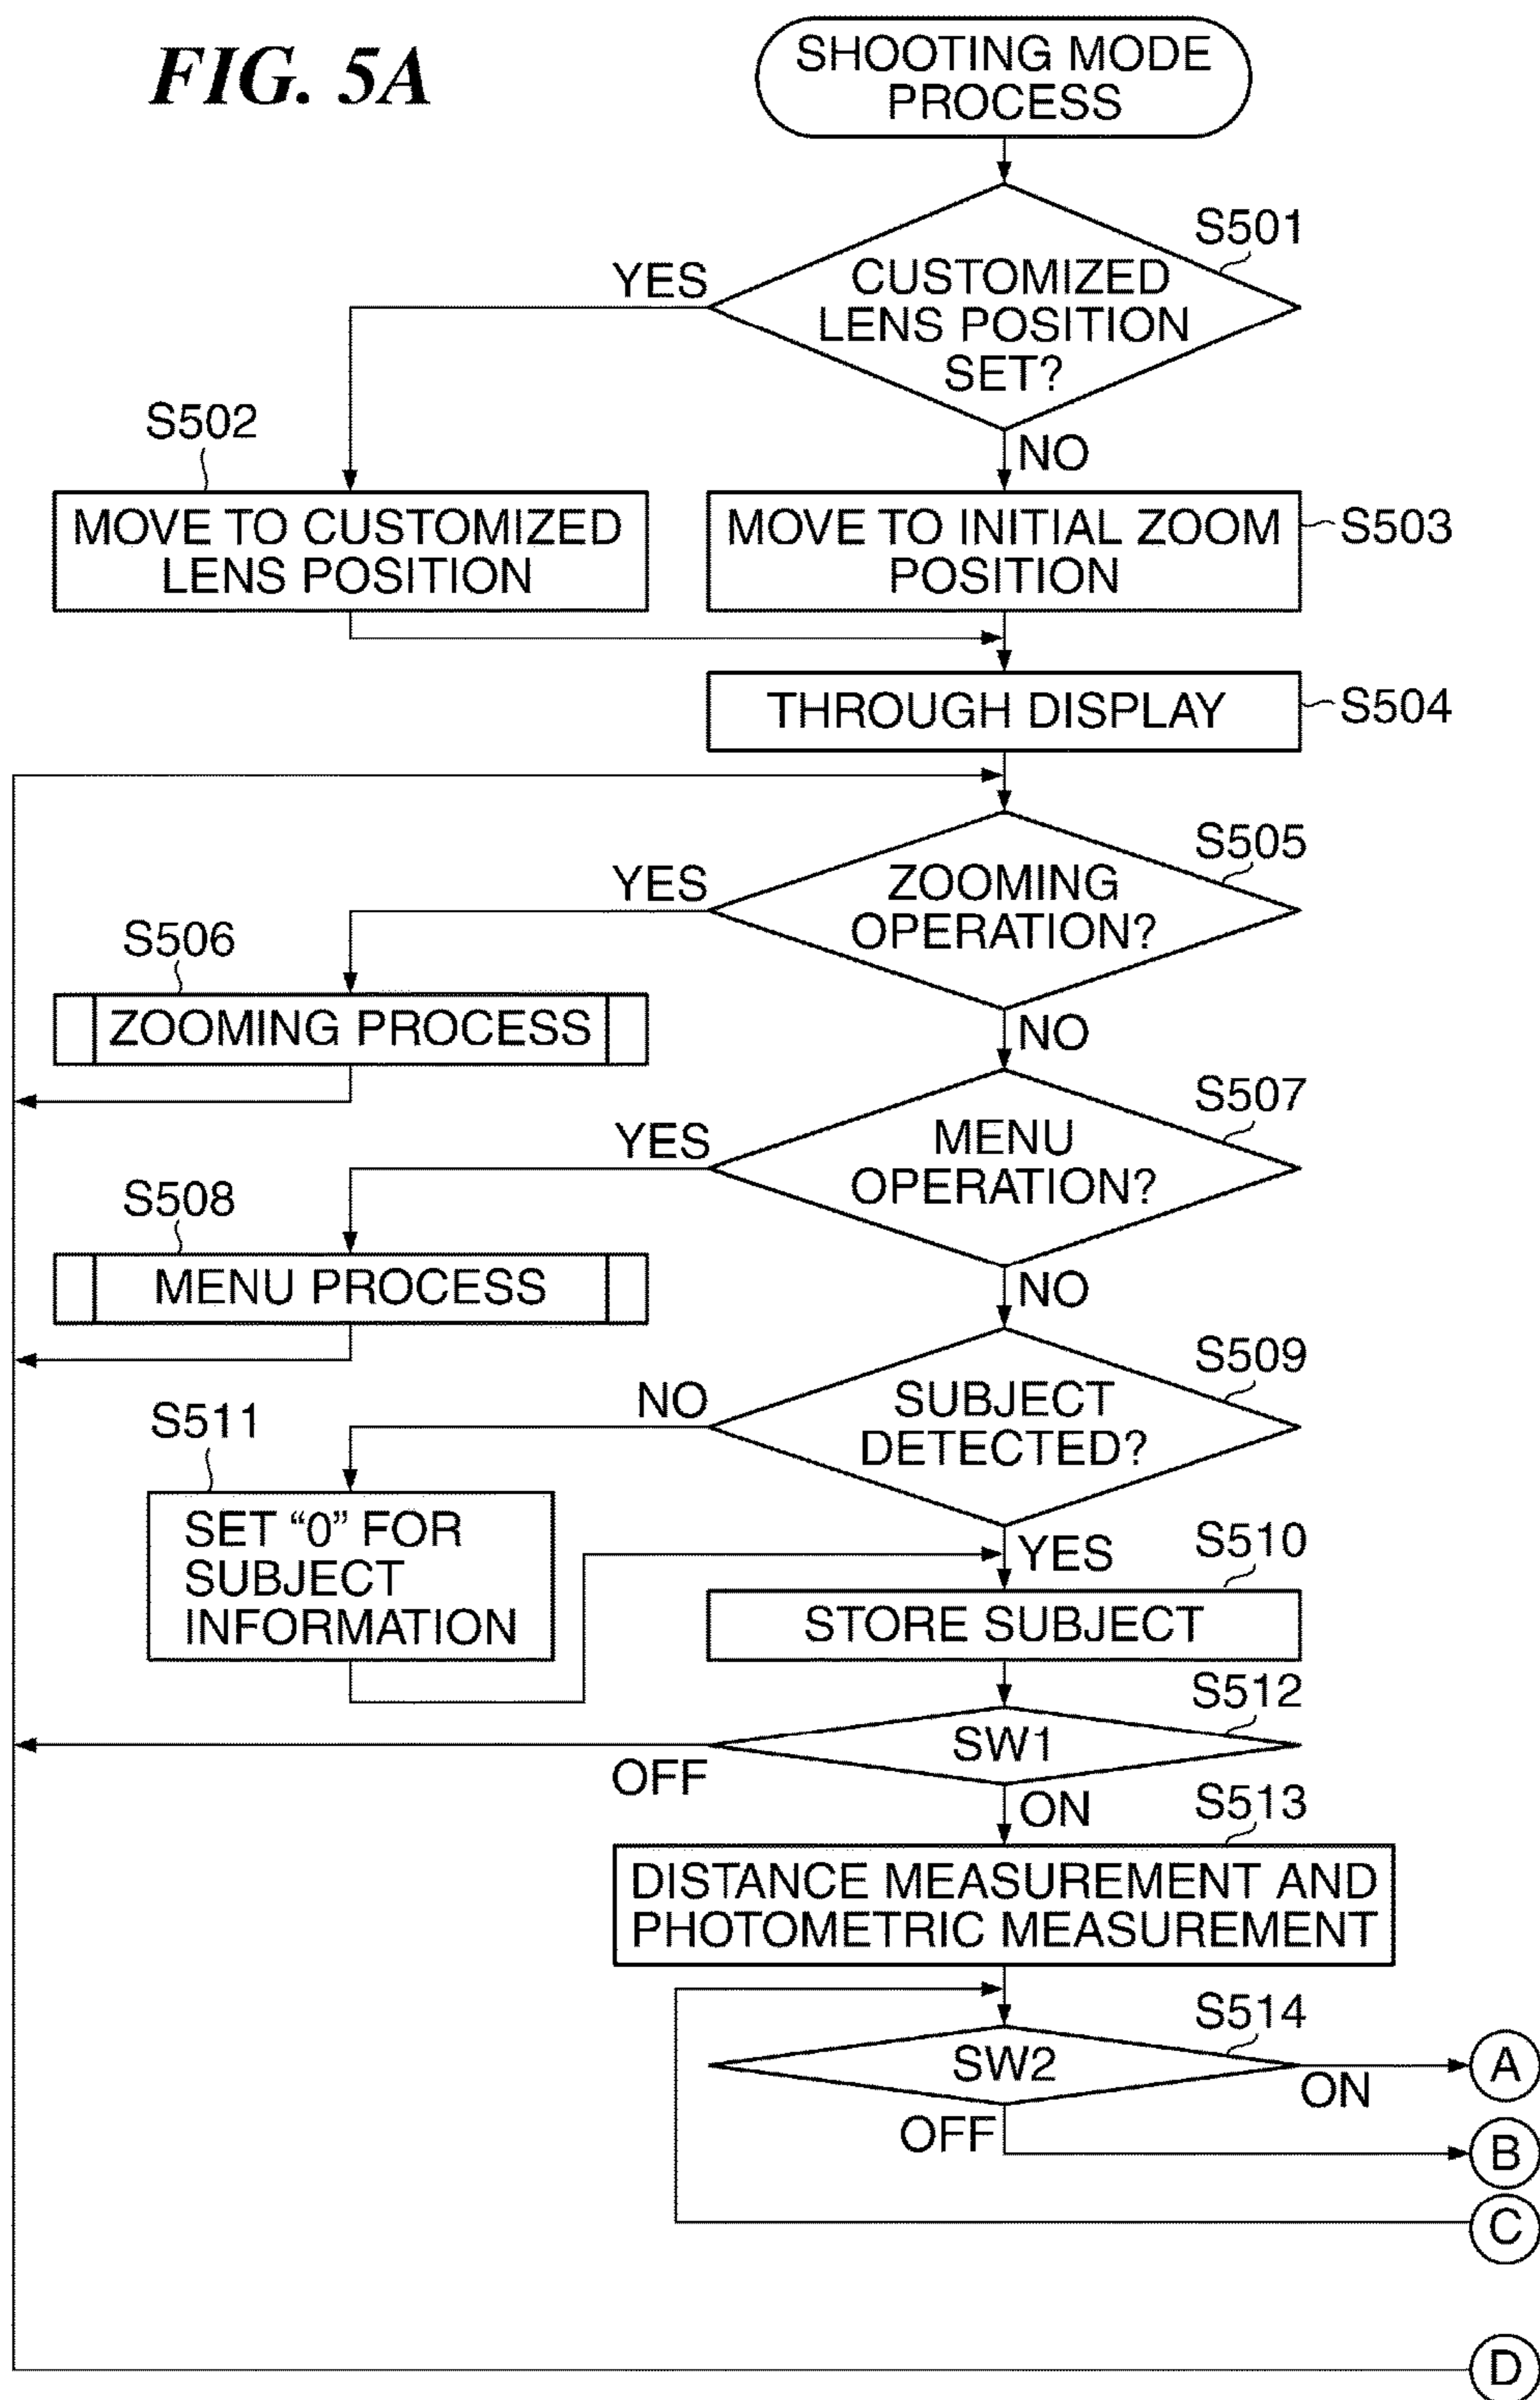 FIG. 5A
SHOOTING MODE
PROCESS
S501
YES
CUSTOMIZED
LENS POSITION
SET?
S502
NO
MOVE TO CUSTOMIZED
LENS POSITION
MOVE TO INITIAL ZOOM
POSITION
S503
THROUGH DISPLAY
S504
S505
YES
ZOOMING
OPERATION?
S506
ZOOMING PROCESS
NO
S507
YES
MENU
OPERATION?
S508
MENU PROCESS
NO
S509
NO
SUBJECT
DETECTED?
S511
SET “0” FOR
SUBJECT
INFORMATION
YES
S510
STORE SUBJECT
S512
SW1
OFF
ON
S513
DISTANCE MEASUREMENT AND
PHOTOMETRIC MEASUREMENT
S514
SW2
ON
A
OFF
B
C
D